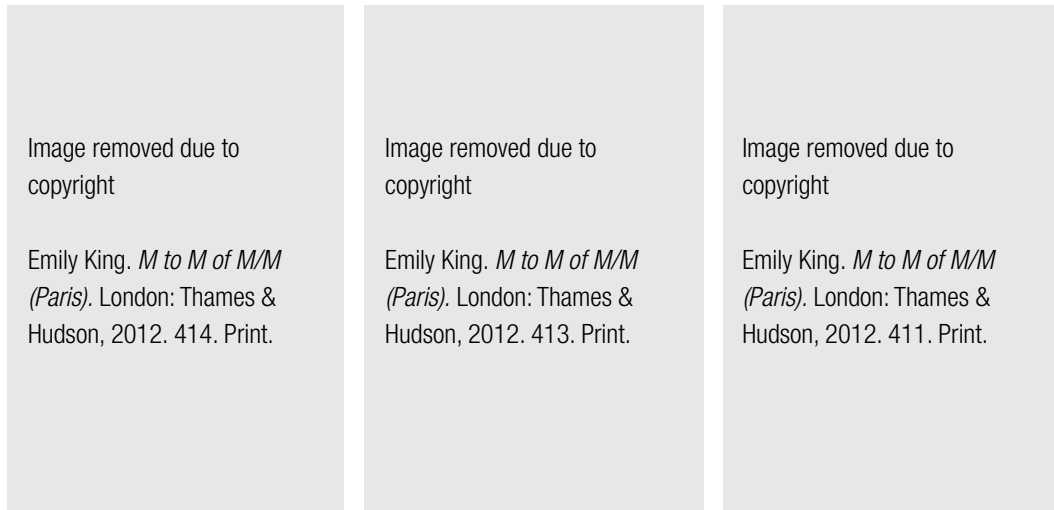 Image removed due to
copyright
Emily King. M to M of M/M
(Paris). London: Thames &
Hudson, 2012. 414. Print.
Image removed due to
copyright
Emily King. M to M of M/M
(Paris). London: Thames &
Hudson, 2012. 413. Print.
Image removed due to
copyright
Emily King. M to M of M/M
(Paris). London: Thames &
Hudson, 2012. 411. Print.